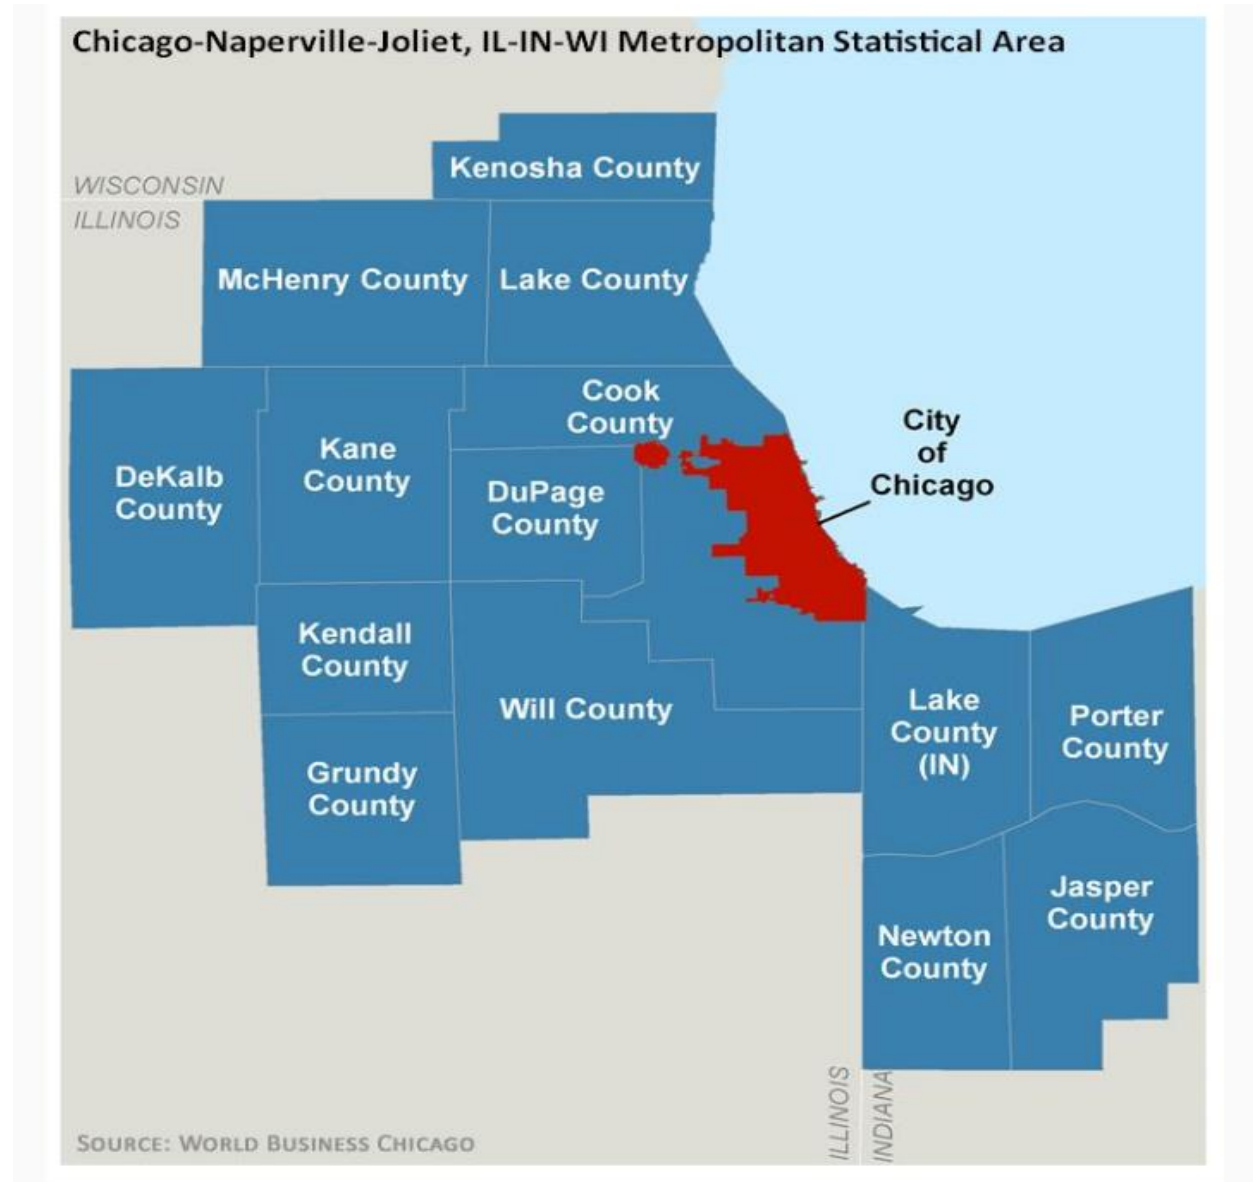 Chicago-Naperville-Joliet, IL-IN-WI Metropolitan Statistical Area
Kenosha County
WISCONSIN
ILLINOIS
McHenry County
Lake County
Cook
County
City
of
Chicago
Kane
County
DeKalb
County
DuPage
County
Kendall
County
Will County
Lake
County
(IN)
Porter
County
Grundy
County
Jasper
County
Newton
County
ILLINOIS
INDIANA
SOURCE: WORLD BUSINESS CHICAGO